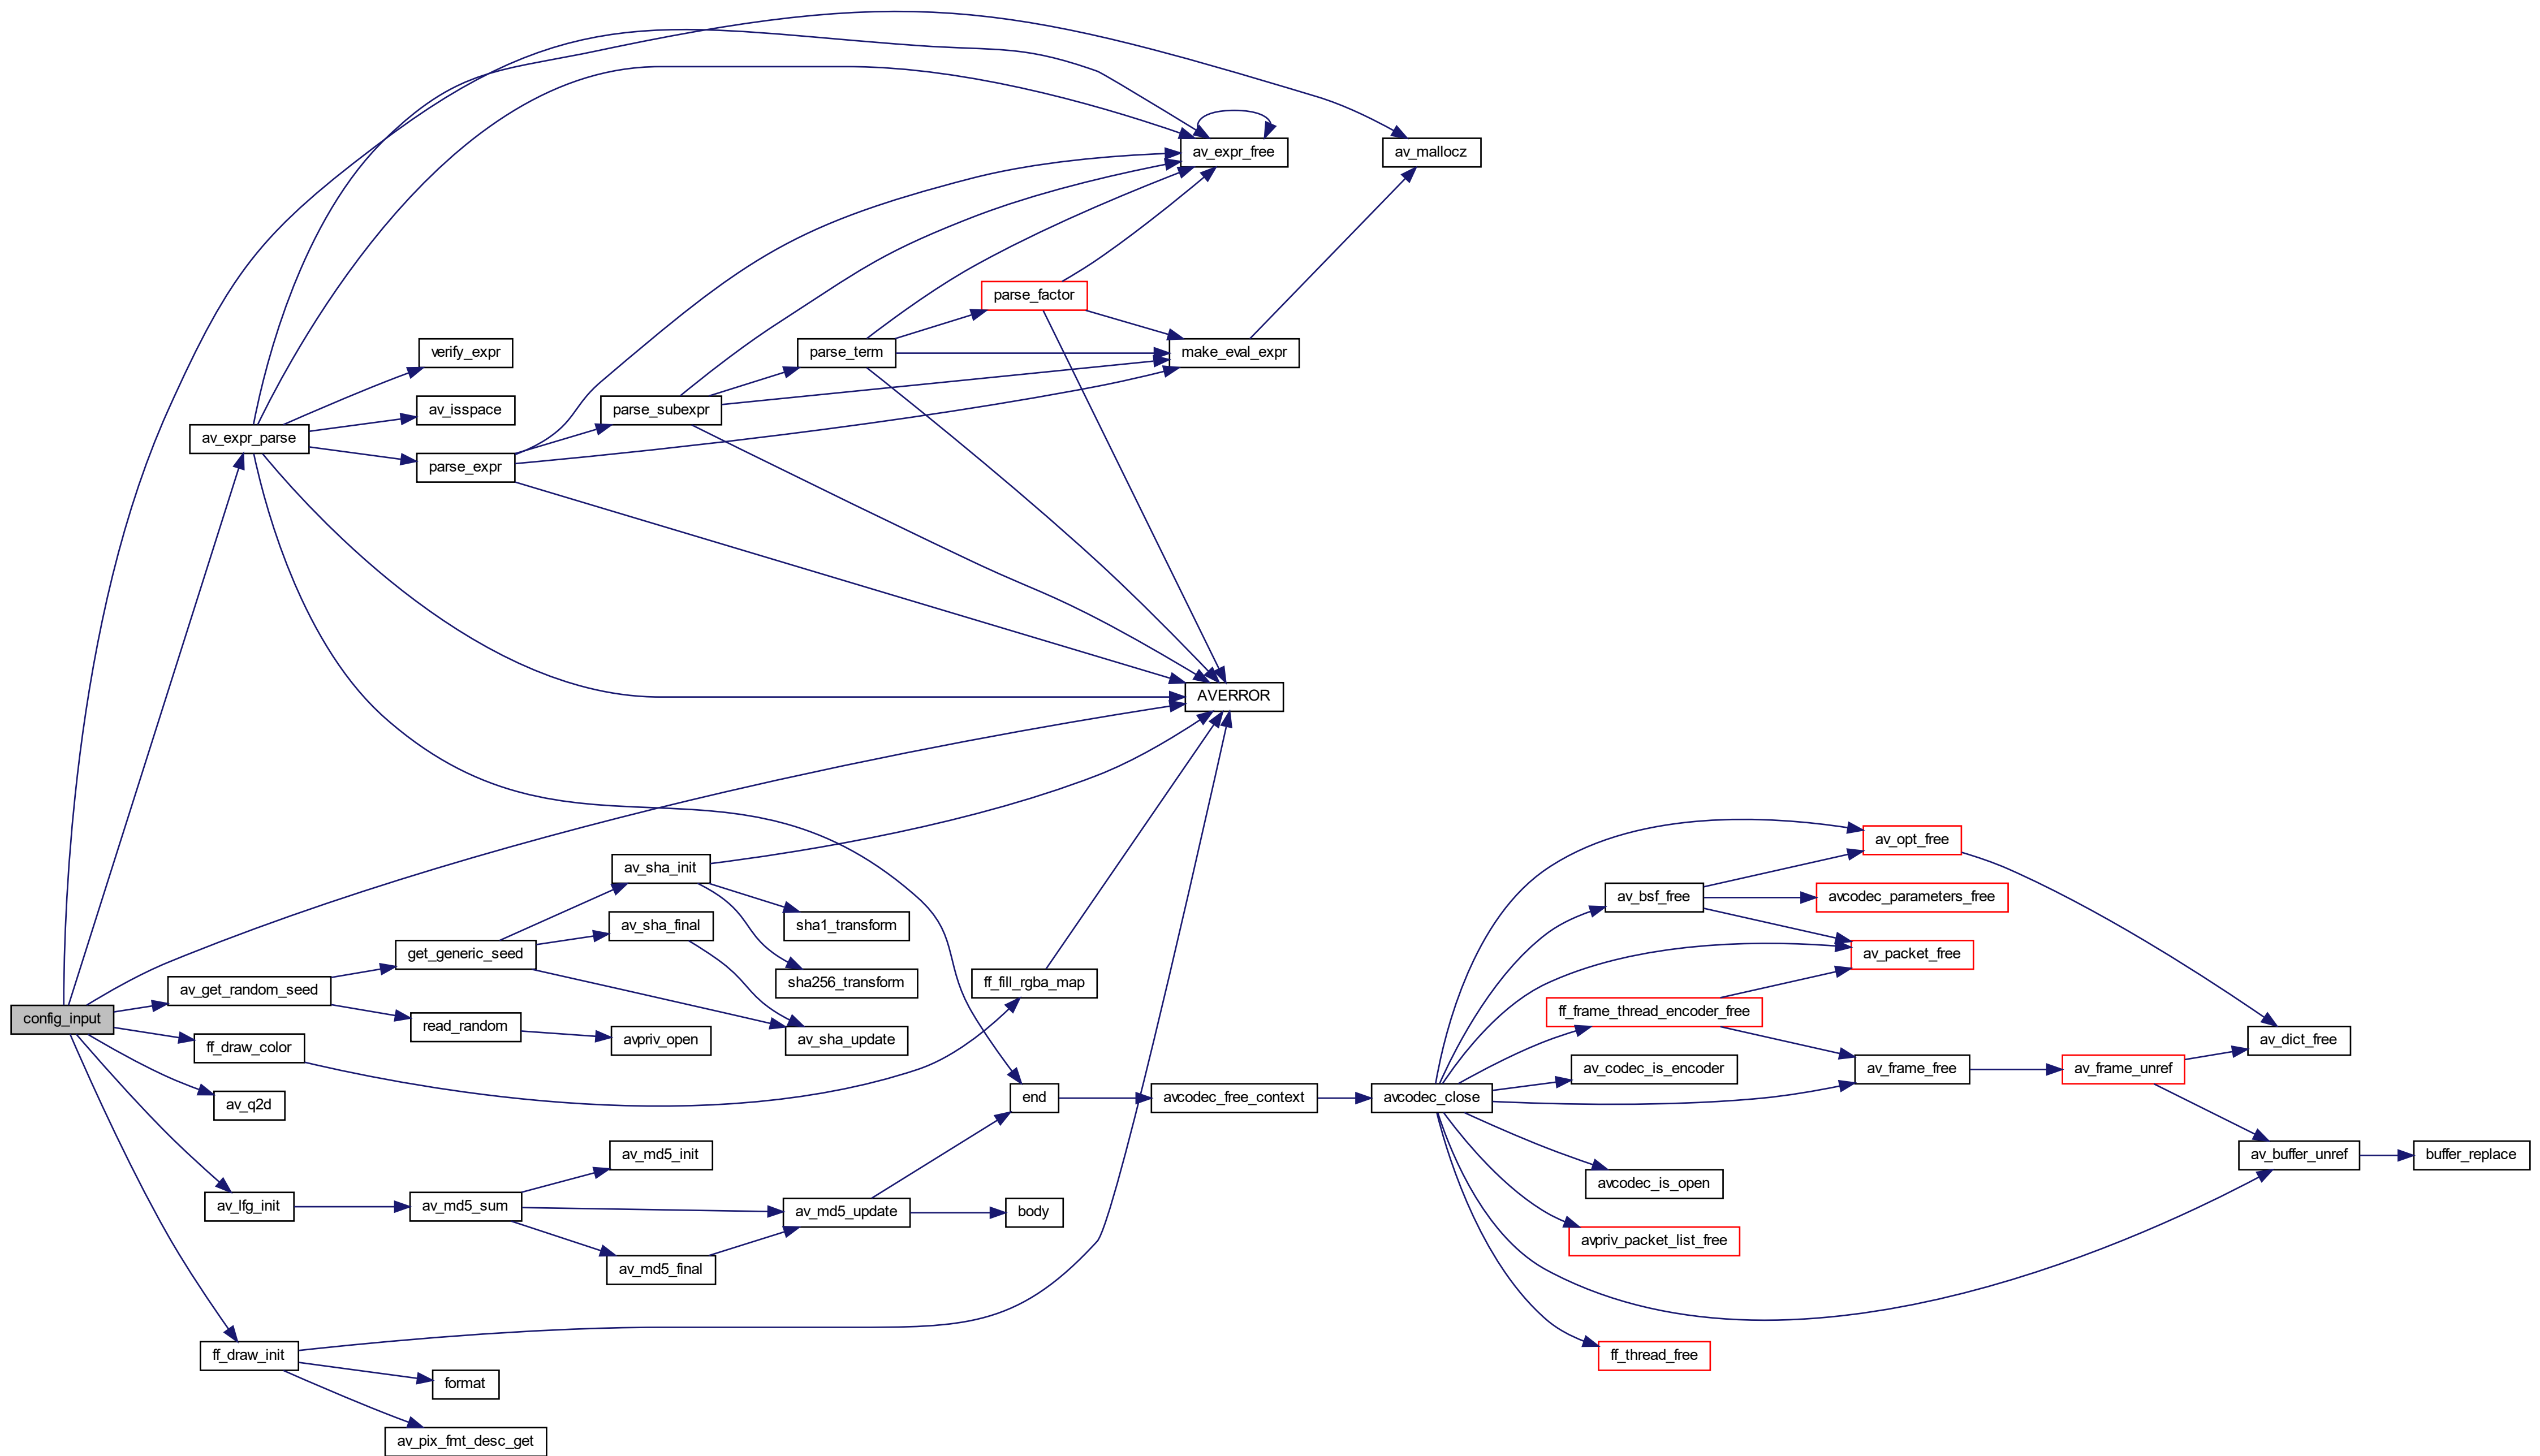 config_input
av_expr_parse
av_get_random_seed
ff_draw_color
av_q2d
av_lfg_init
ff_draw_init
verify_expr
av_isspace
parse_expr
get_generic_seed
read_random
av_md5_sum
format
av_pix_fmt_desc_get
parse_subexpr
av_sha_init
av_sha_final
avpriv_open
av_md5_init
av_md5_final
parse_term
sha1_transform
sha256_transform
av_sha_update
av_md5_update
parse_factor
ff_fill_rgba_map
end
body
av_expr_free
make_eval_expr
AVERROR
avcodec_free_context
av_mallocz
avcodec_close
av_bsf_free
ff_frame_thread_encoder_free
av_codec_is_encoder
avcodec_is_open
avpriv_packet_list_free
ff_thread_free
av_opt_free
avcodec_parameters_free
av_packet_free
av_frame_free
av_frame_unref
av_dict_free
av_buffer_unref
buffer_replace